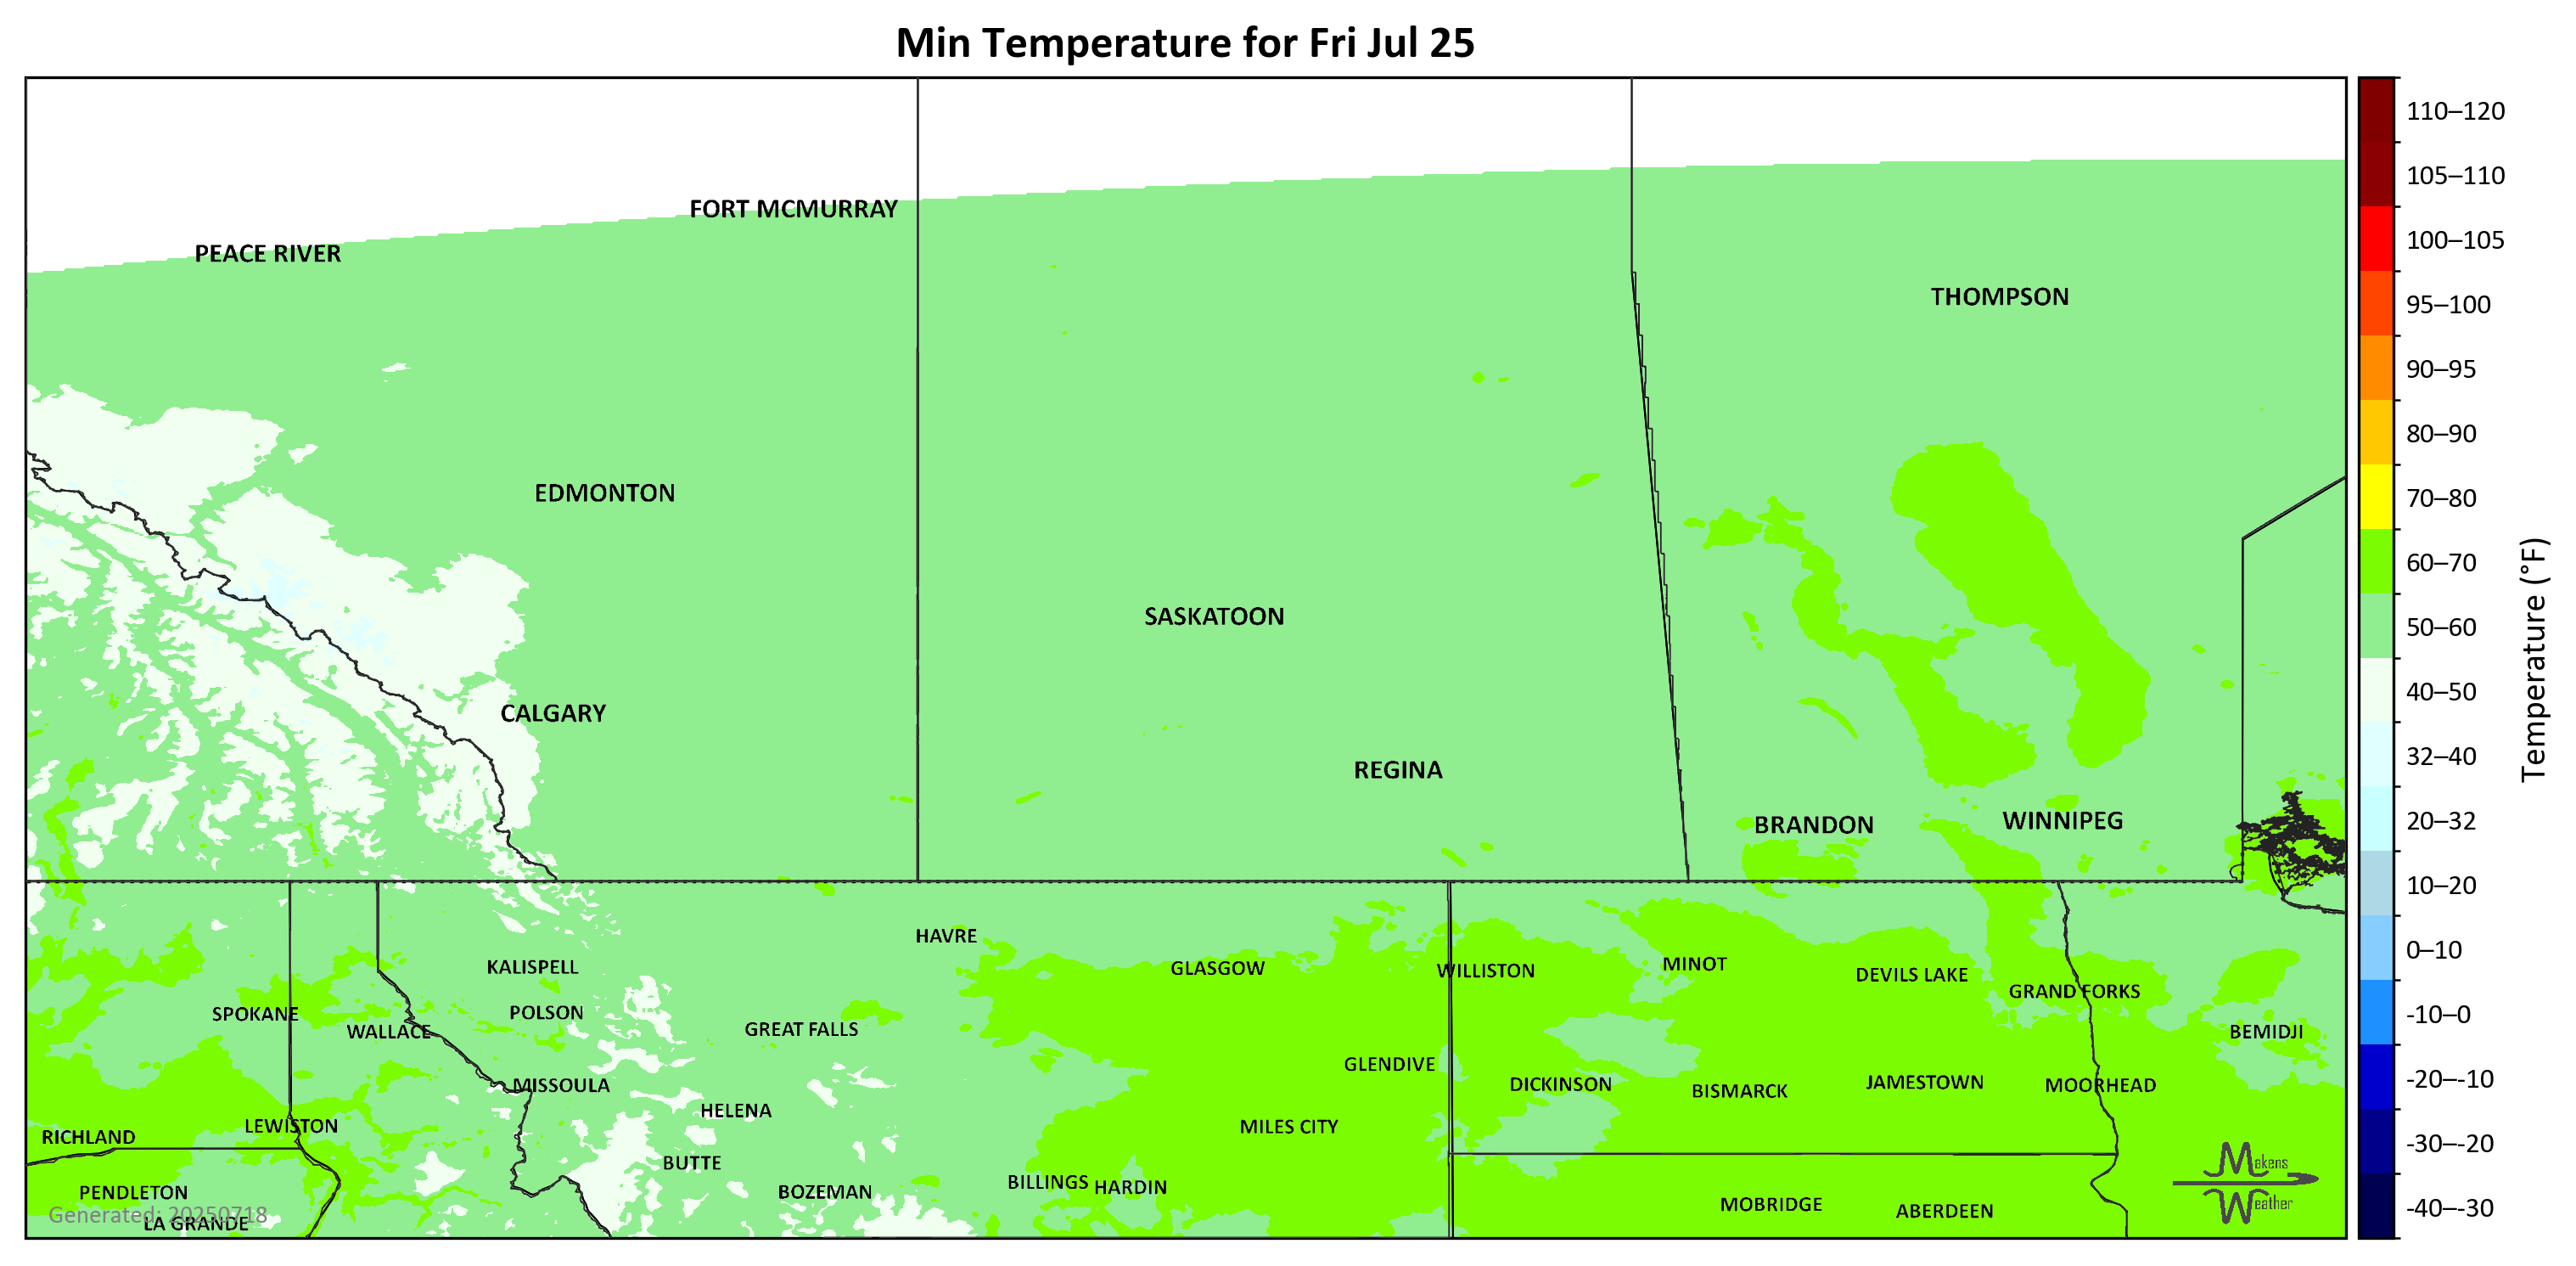 Min Temperature for Fri Jul 25
FORT MCMURRAY
PEACE RIVER
THOMPSON
EDMONTON
SASKATOON
CALGARY
REGINA
BRANDON
WINNIPEG
HAVRE
KALISPELL
GLASGOW
WILLISTON
MINOT
DEVILS LAKE
GRAND FORKS
SPOKANE
POLSON
WALLACE
GREAT FALLS
BEMIDJI
GLENDIVE
MISSOULA
DICKINSON
BISMARCK
JAMESTOWN
MOORHEAD
HELENA
LEWISTON
MILES CITY
RICHLAND
BUTTE
PENDLETON
BOZEMAN
BILLINGS
HARDIN
MOBRIDGE
ABERDEEN
Generated: 20250718
LA GRANDE
Makens
Weather
110–120
105–110
100–105
95–100
90–95
80–90
70–80
60–70
50–60
40–50
32–40
20–32
10–20
0–10
-10–0
-20–-10
-30–-20
-40–-30
Temperature (°F)